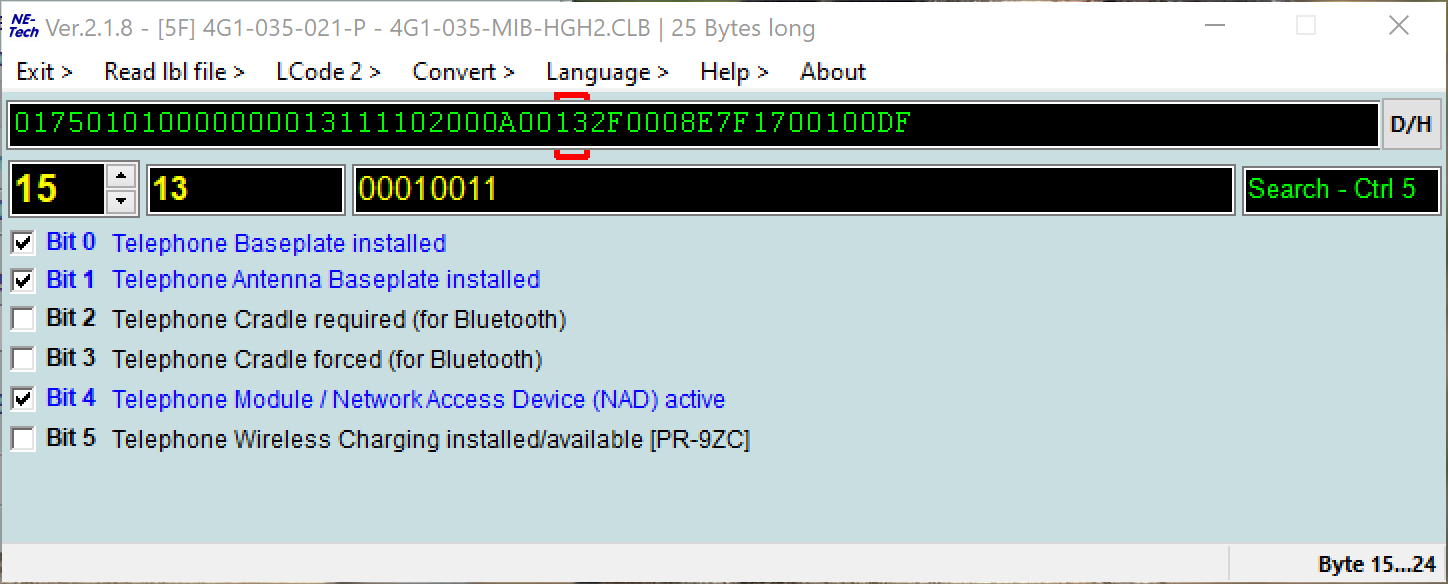 NE-Tech Ver.2.1.8 - [5F] 4G1-035-021-P - 4G1-035-MIB-HGH2.CLB | 25 Bytes long
Exit > Read lbl file > LCode 2 > Convert > Language > Help > About
01750101000000001311110200​0A00132F0008E7F1700100DF D/H
15 13 00010011 Search - Ctrl 5
Bit 0 Telephone Baseplate installed
Bit 1 Telephone Antenna Baseplate installed
Bit 2 Telephone Cradle required (for Bluetooth)
Bit 3 Telephone Cradle forced (for Bluetooth)
Bit 4 Telephone Module / Network Access Device (NAD) active
Bit 5 Telephone Wireless Charging installed/available [PR-9ZC]
Byte 15...24